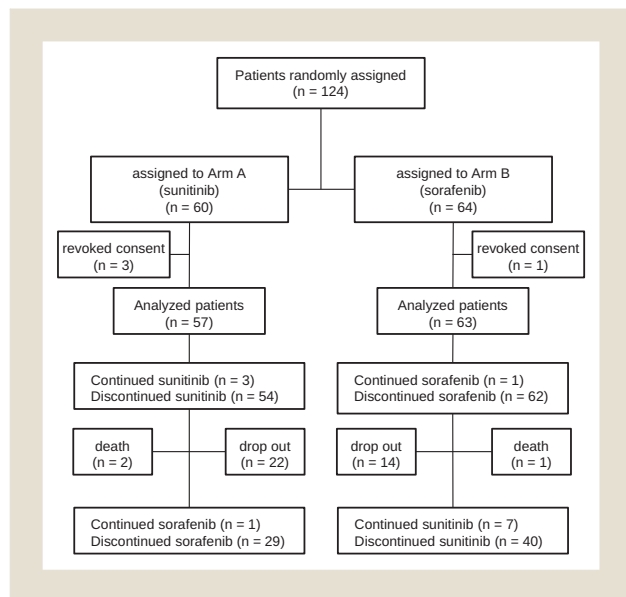 Patients randomly assigned
(n = 124)
assigned to Arm A
(sunitinib)
(n = 60)
assigned to Arm B
(sorafenib)
(n = 64)
revoked consent
(n = 3)
revoked consent
(n = 1)
Analyzed patients
(n = 57)
Analyzed patients
(n = 63)
Continued sunitinib (n = 3)
Discontinued sunitinib (n = 54)
Continued sorafenib (n = 1)
Discontinued sorafenib (n = 62)
death
(n = 2)
drop out
(n = 22)
drop out
(n = 14)
death
(n = 1)
Continued sorafenib (n = 1)
Discontinued sorafenib (n = 29)
Continued sunitinib (n = 7)
Discontinued sunitinib (n = 40)